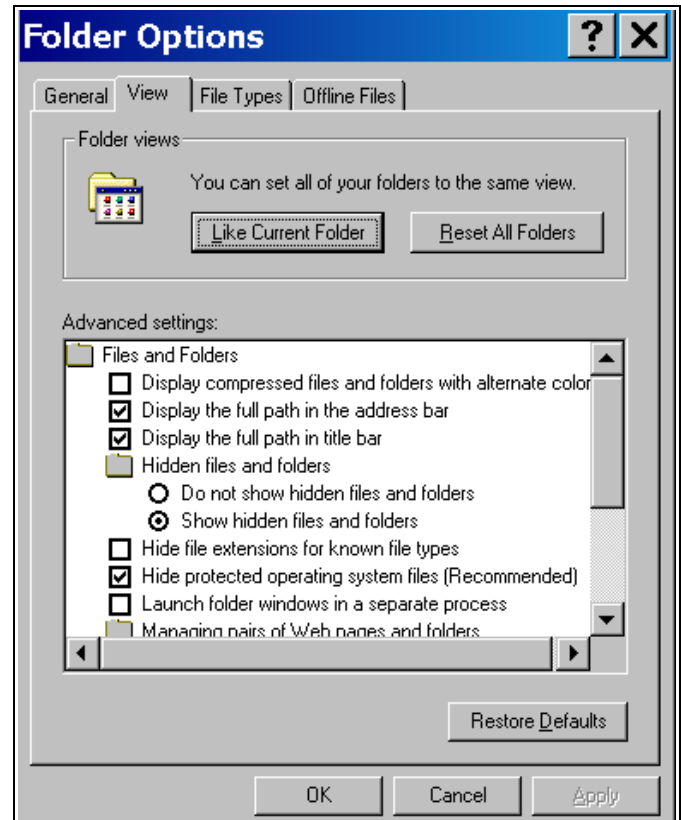 Folder Options
General View File Types Offline Files
Folder views
You can set all of your folders to the same view.
Like Current Folder Reset All Folders
Advanced settings:
Files and Folders
Display compressed files and folders with alternate color
Display the full path in the address bar
Display the full path in title bar
Hidden files and folders
Do not show hidden files and folders
Show hidden files and folders
Hide file extensions for known file types
Hide protected operating system files (Recommended)
Launch folder windows in a separate process
Managing pairs of Web pages and folders
Restore Defaults
OK Cancel Apply